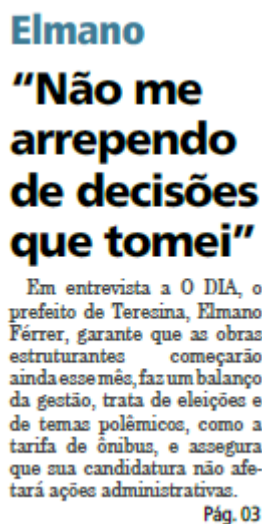 Elmano
“Não me
arrependo
de decisões
que tomei”
Em entrevista a O DIA, o
prefeito de Teresina, Elmano
Férrer, garante que as obras
estruturantes começarão
ainda esse mês, faz um balanço
da gestão, trata de eleições e
de temas polêmicos, como a
tarifa de ônibus, e assegura
que sua candidatura não afe-
tará ações administrativas.
Pág. 03